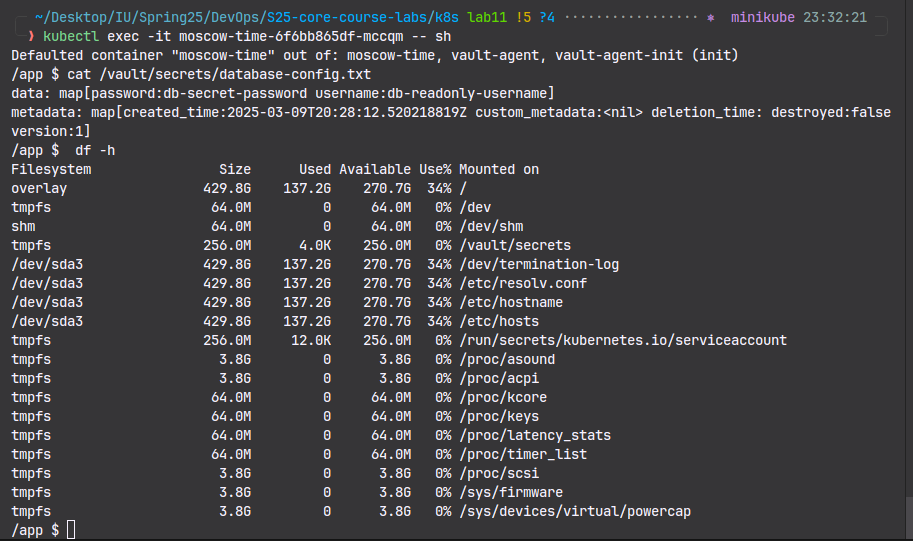 ~/Desktop/IU/Spring25/DevOps/S25-core-course-labs/k8s lab11 !5 ?4 ················· ⎈ minikube 23:32:21
❯ kubectl exec -it moscow-time-6f6bb865df-mccqm -- sh
Defaulted container "moscow-time" out of: moscow-time, vault-agent, vault-agent-init (init)
/app $ cat /vault/secrets/database-config.txt
data: map[password:db-secret-password username:db-readonly-username]
metadata: map[created_time:2025-03-09T20:28:12.520218819Z custom_metadata:<nil> deletion_time: destroyed:false
version:1]
/app $  df -h
Filesystem                Size      Used Available Use% Mounted on
overlay                 429.8G    137.2G    270.7G  34% /
tmpfs                    64.0M         0     64.0M   0% /dev
shm                      64.0M         0     64.0M   0% /dev/shm
tmpfs                   256.0M      4.0K    256.0M   0% /vault/secrets
/dev/sda3               429.8G    137.2G    270.7G  34% /dev/termination-log
/dev/sda3               429.8G    137.2G    270.7G  34% /etc/resolv.conf
/dev/sda3               429.8G    137.2G    270.7G  34% /etc/hostname
/dev/sda3               429.8G    137.2G    270.7G  34% /etc/hosts
tmpfs                   256.0M     12.0K    256.0M   0% /run/secrets/kubernetes.io/serviceaccount
tmpfs                     3.8G         0      3.8G   0% /proc/asound
tmpfs                     3.8G         0      3.8G   0% /proc/acpi
tmpfs                    64.0M         0     64.0M   0% /proc/kcore
tmpfs                    64.0M         0     64.0M   0% /proc/keys
tmpfs                    64.0M         0     64.0M   0% /proc/latency_stats
tmpfs                    64.0M         0     64.0M   0% /proc/timer_list
tmpfs                     3.8G         0      3.8G   0% /proc/scsi
tmpfs                     3.8G         0      3.8G   0% /sys/firmware
tmpfs                     3.8G         0      3.8G   0% /sys/devices/virtual/powercap
/app $